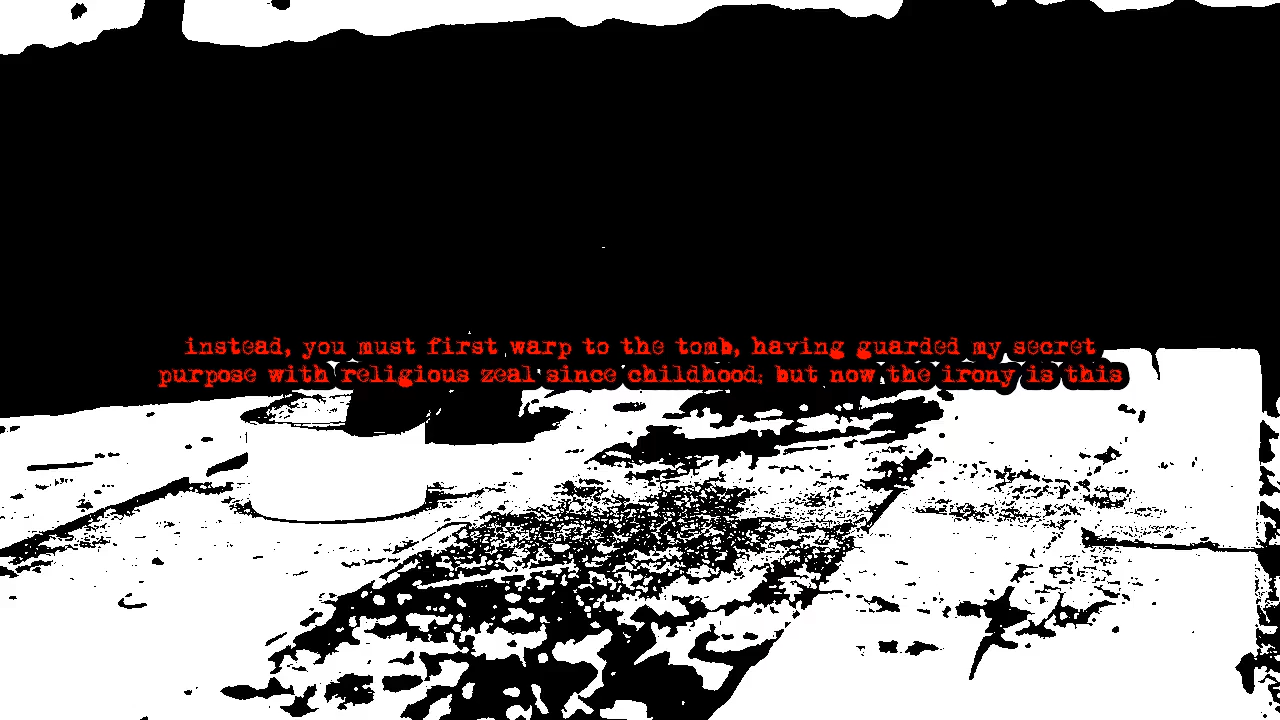 instead, you must first warp to the tomb, having guarded my secret
purpose with religious zeal since childhood; but now the irony is this